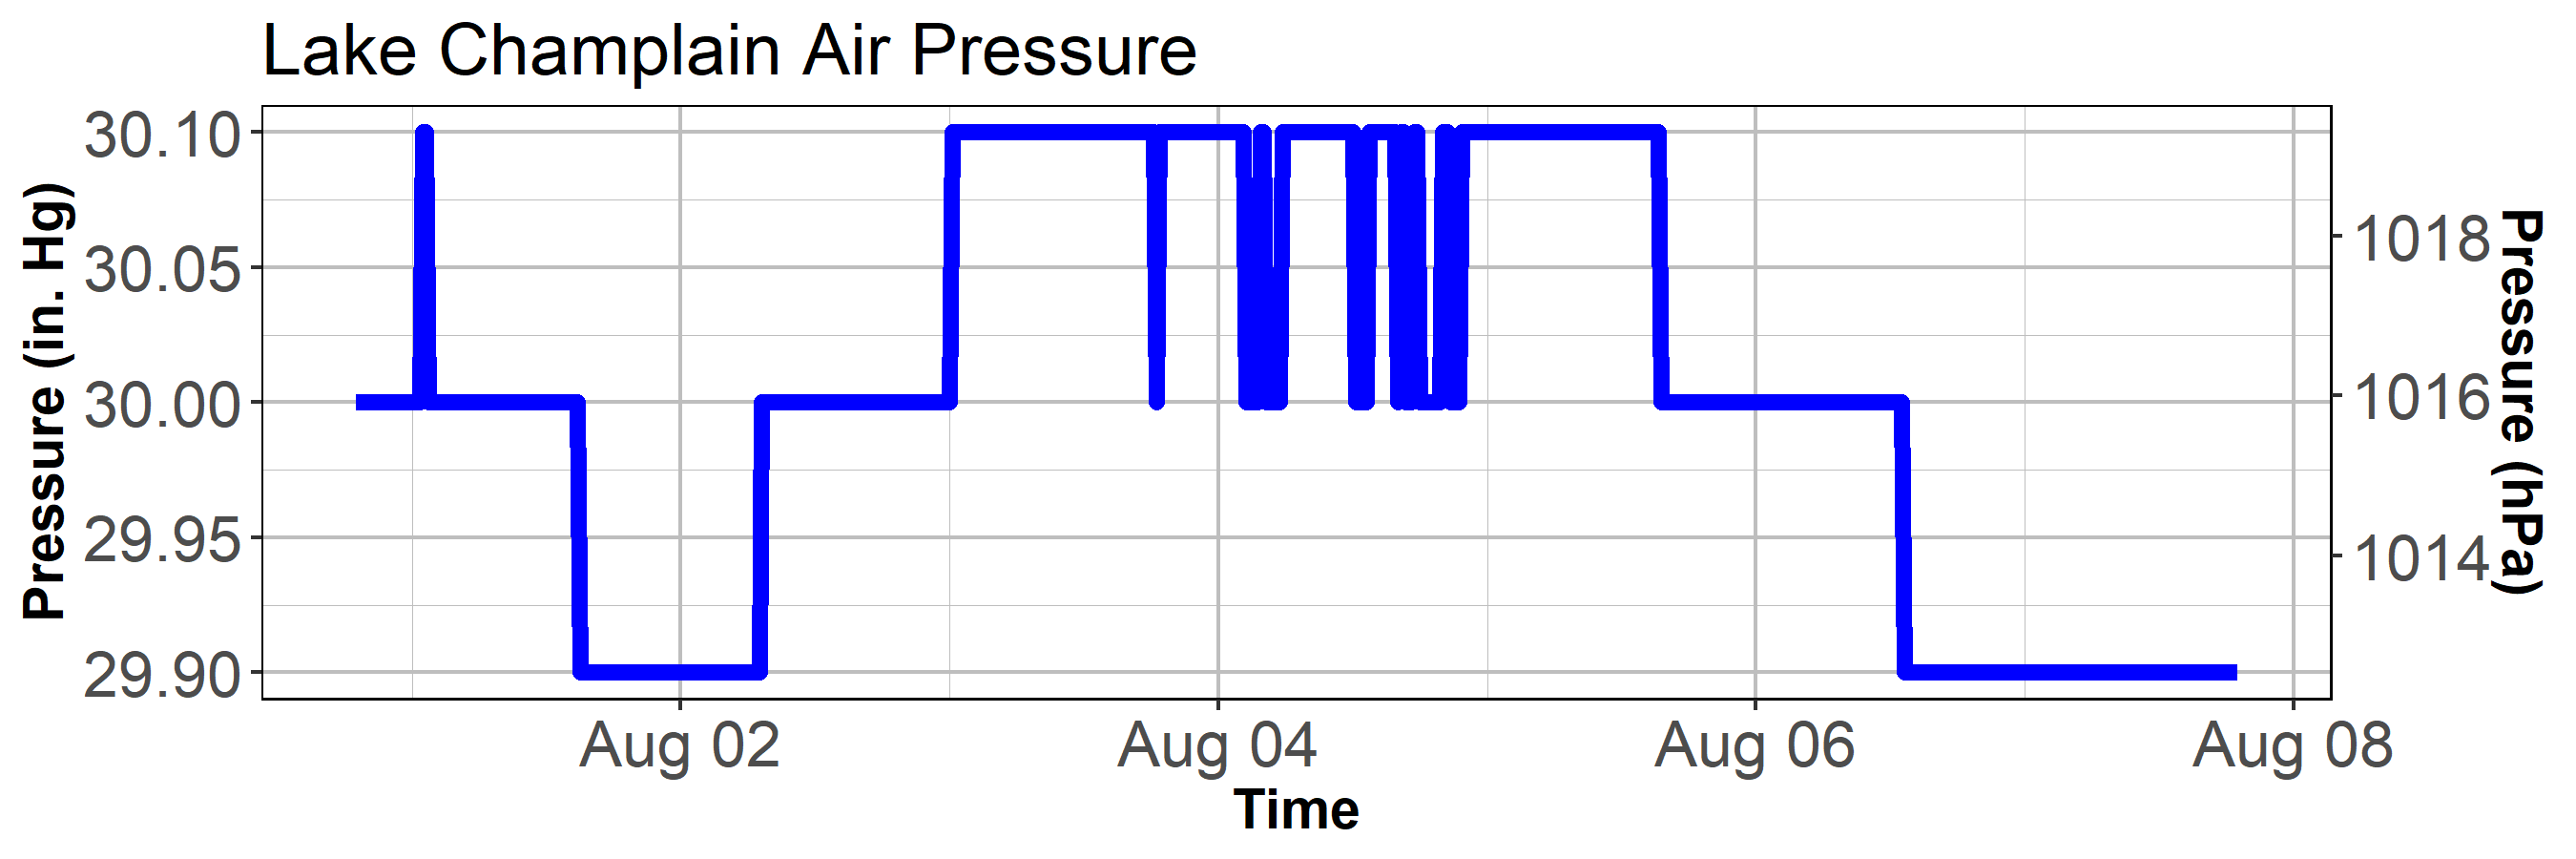 Lake Champlain Air Pressure
Pressure (in. Hg)
30.10
30.05
30.00
29.95
29.90
1018
1016
1014
Pressure (hPa)
Aug 02 Aug 04 Aug 06 Aug 08
Time